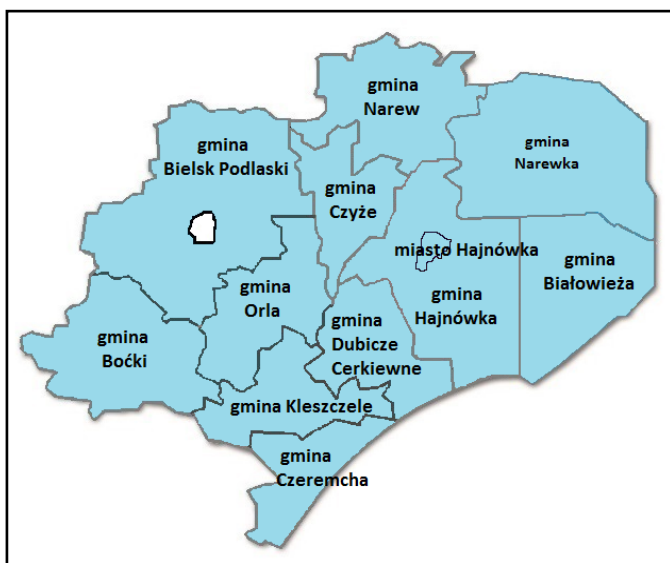 gmina
Narew
gmina
Bielsk Podlaski
gmina
Narewka
gmina
Czyże
miasto Hajnówka
gmina
Białowieża
gmina
Orla
gmina
Hajnówka
gmina
Boćki
gmina
Dubicze
Cerkiewne
gmina Kleszczele
gmina
Czeremcha